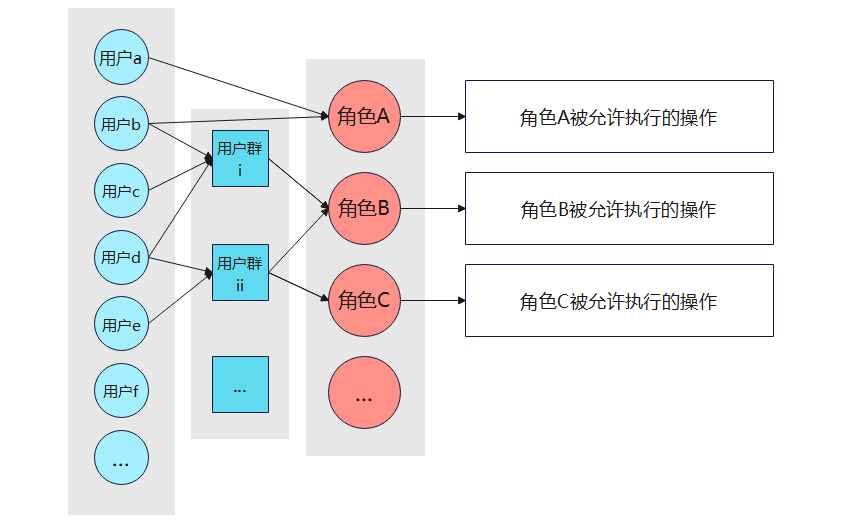 用户a
用户b
用户c
用户d
用户e
用户f
...
用户群
i
用户群
ii
...
角色A
角色B
角色C
...
角色A被允许执行的操作
角色B被允许执行的操作
角色C被允许执行的操作